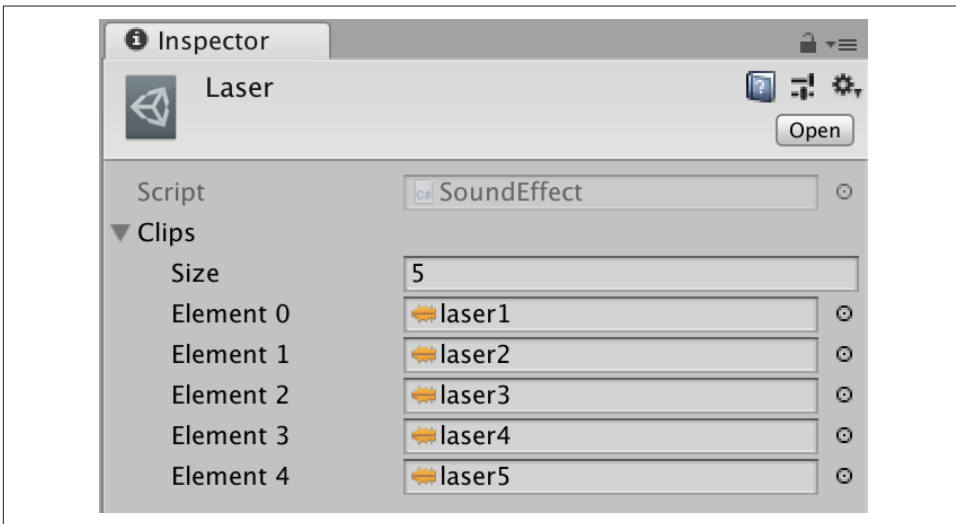 Inspector
Laser
Open
Script C# SoundEffect
Clips
Size 5
Element 0 laser1
Element 1 laser2
Element 2 laser3
Element 3 laser4
Element 4 laser5